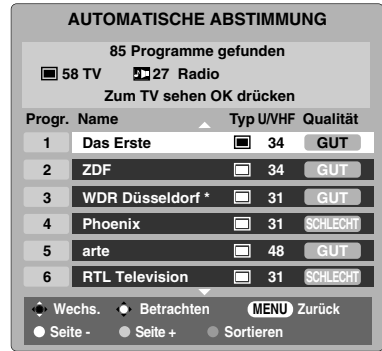 AUTOMATISCHE ABSTIMMUNG
85 Programme gefunden
58 TV 27 Radio
Zum TV sehen OK drücken
Progr. Name Typ U/VHF Qualität
1 Das Erste 34 GUT
2 ZDF 34 GUT
3 WDR Düsseldorf * 31 GUT
4 Phoenix 31 SCHLECHT
5 arte 48 GUT
6 RTL Television 31 SCHLECHT
Wechs. Betrachten MENU Zurück
Seite - Seite + Sortieren